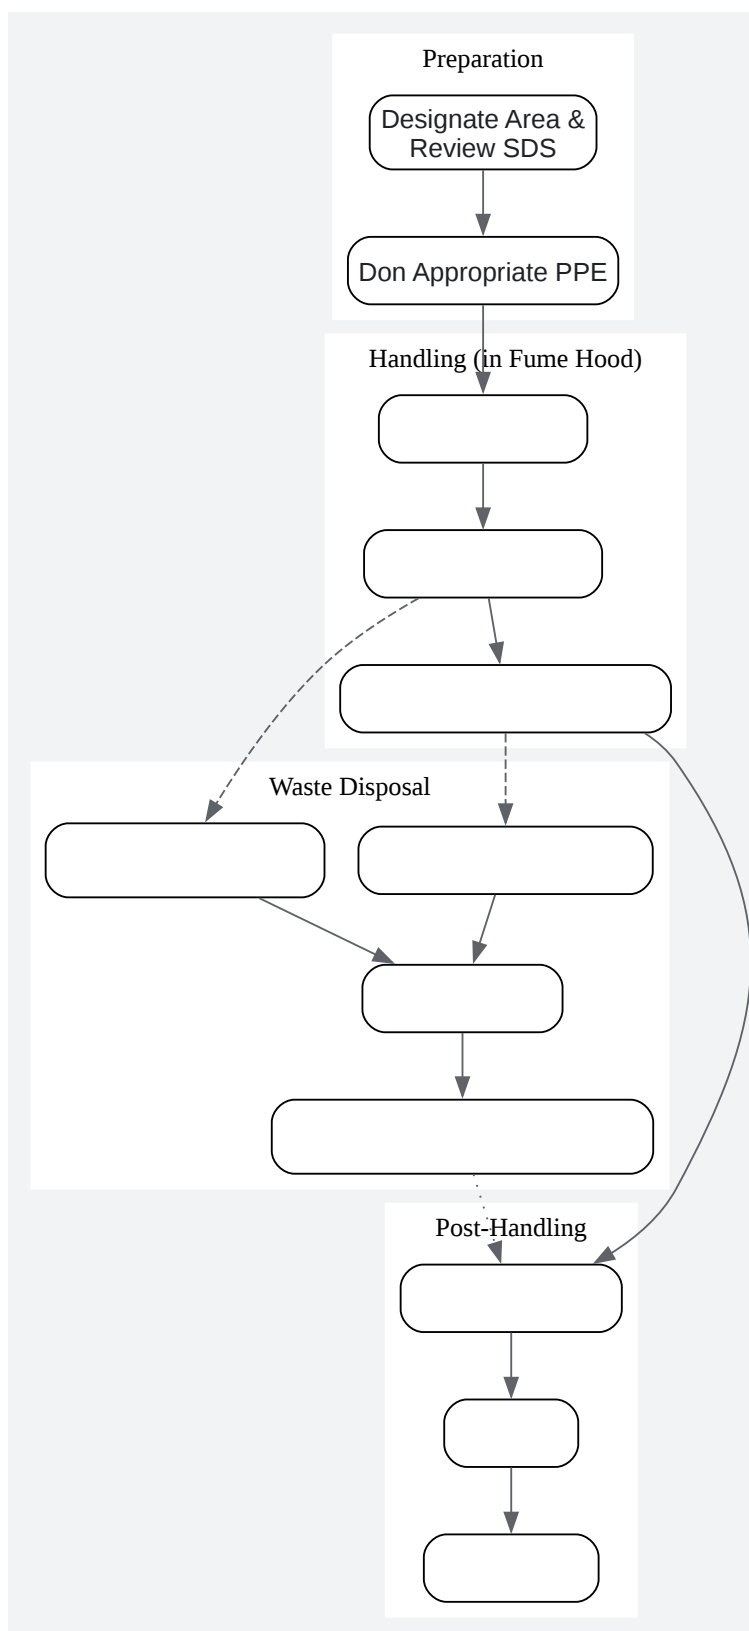 Preparation
Designate Area &
Review SDS
Don Appropriate PPE
Handling (in Fume Hood)
Waste Disposal
Post-Handling